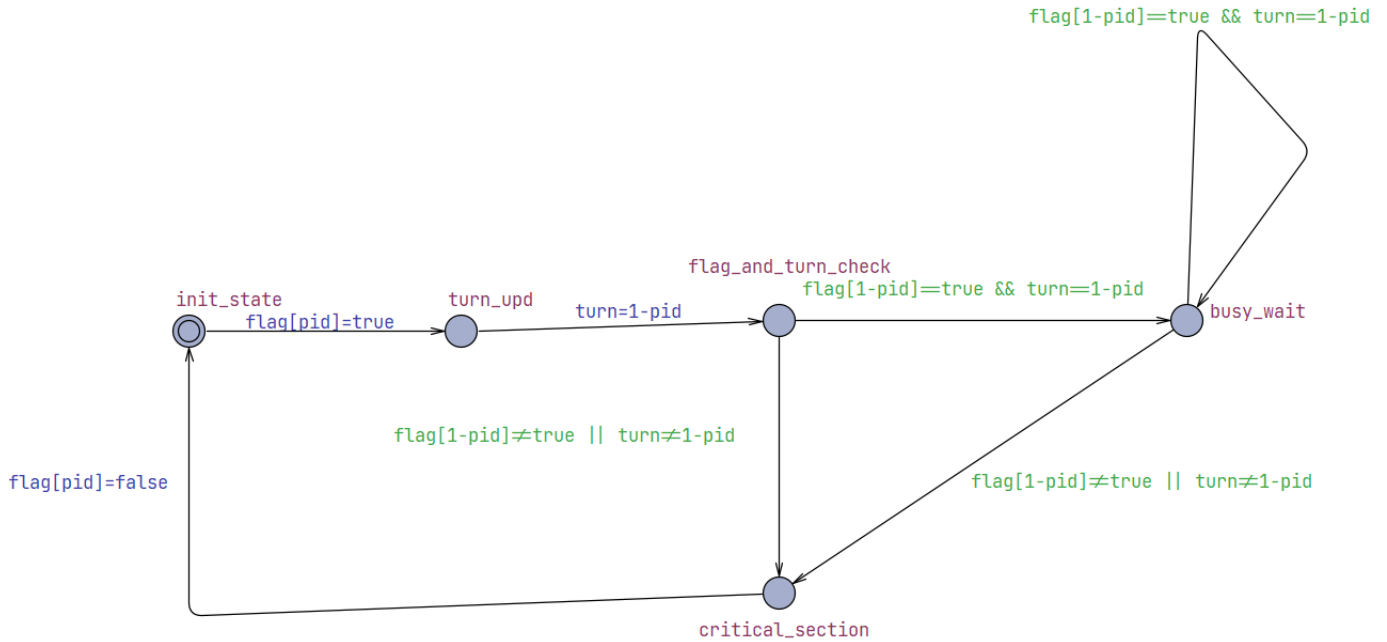 flag[1-pid]==true && turn==1-pid
flag_and_turn_check
flag[1-pid]==true && turn==1-pid
init_state
turn_upd
turn=1-pid
busy_wait
flag[pid]=true
flag[1-pid]≠true || turn≠1-pid
flag[pid]=false
flag[1-pid]≠true || turn≠1-pid
critical_section